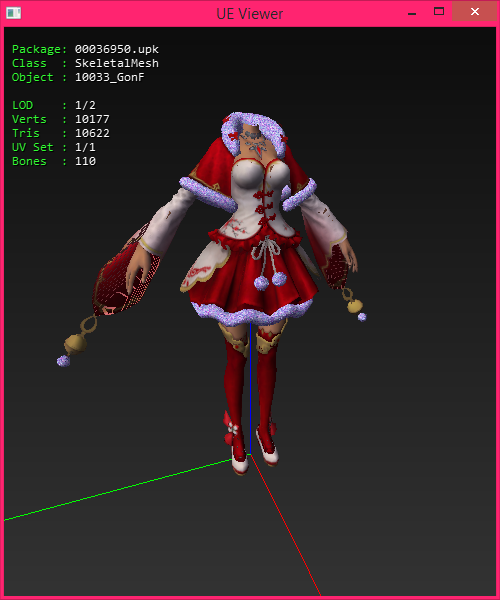 UE Viewer
Package: 00036950.upk
Class  : SkeletalMesh
Object : 10033_GonF
LOD    : 1/2
Verts  : 10177
Tris   : 10622
UV Set : 1/1
Bones  : 110